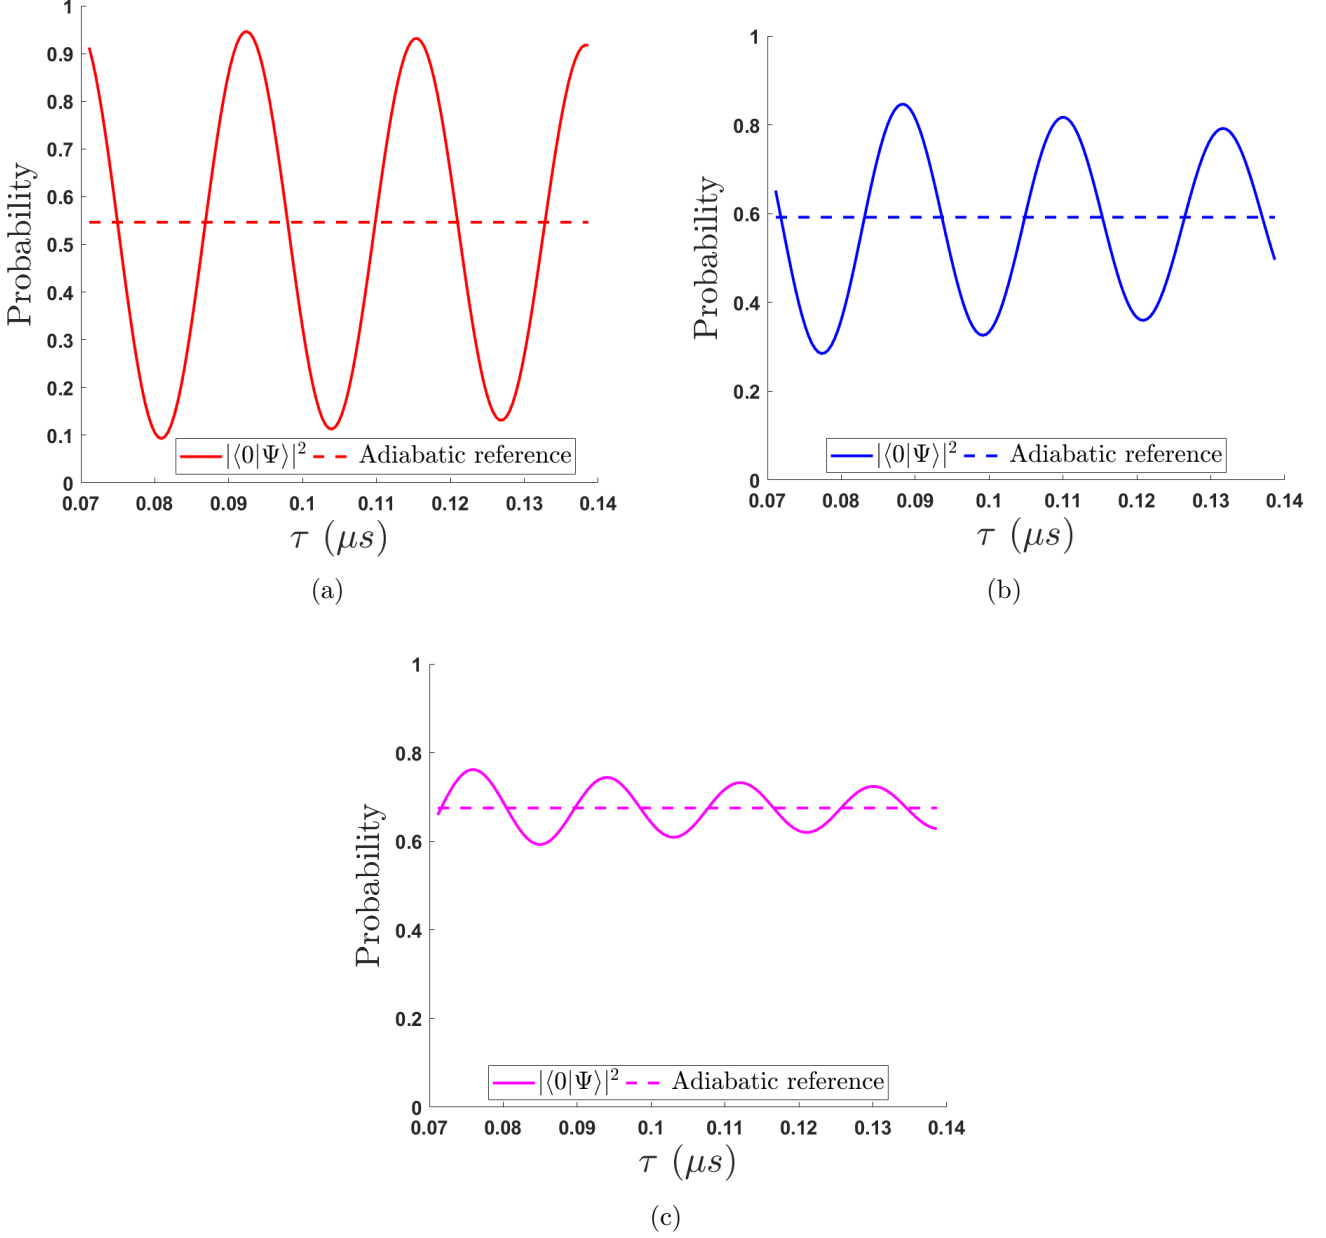 Probability
1
0.9
0.8
0.7
0.6
0.5
0.4
0.3
0.2
0.1
0
|⟨0|Ψ⟩|² Adiabatic reference
0.07 0.08 0.09 0.1 0.11 0.12 0.13 0.14
τ (μs)
(a)
Probability
1
0.8
0.6
0.4
0.2
0
|⟨0|Ψ⟩|² Adiabatic reference
0.07 0.08 0.09 0.1 0.11 0.12 0.13 0.14
τ (μs)
(b)
Probability
1
0.8
0.6
0.4
0.2
0
|⟨0|Ψ⟩|² Adiabatic reference
0.07 0.08 0.09 0.1 0.11 0.12 0.13 0.14
τ (μs)
(c)